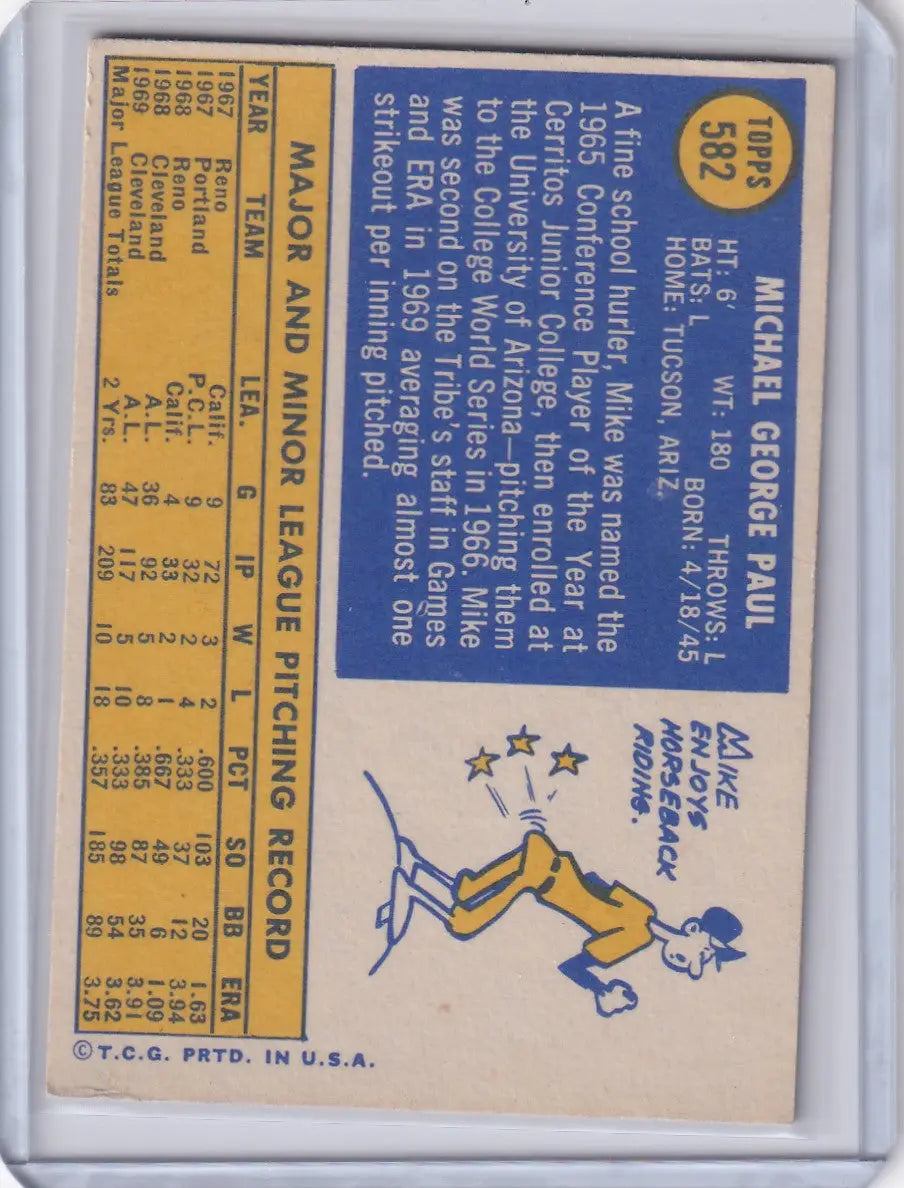 TOPPS
582
MICHAEL GEORGE PAUL
HT: 6' WT: 180 THROWS: L
BATS: L BORN: 4/18/45
HOME: TUCSON, ARIZ.
A fine school hurler, Mike was named the
1965 Conference Player of the Year at
Cerritos Junior College, then enrolled at
the University of Arizona—pitching them
to the College World Series in 1966. Mike
was second on the Tribe's staff in Games
and ERA in 1969 averaging almost one
strikeout per inning pitched.
MIKE
ENJOYS
HORSEBACK
RIDING.
MAJOR AND MINOR LEAGUE PITCHING RECORD
YEAR TEAM LEA. G IP W L PCT SO BB ERA
1967 Reno Calif. 9 72 3 2 .600 103 20 1.63
1967 Portland P.C.L. 9 32 2 4 .333 37 12 3.94
1968 Reno Calif. 4 33 2 1 .667 49 6 1.09
1968 Cleveland A.L. 36 92 5 8 .385 87 35 3.91
1969 Cleveland A.L. 47 117 5 10 .333 98 54 3.62
Major League Totals 2 Yrs. 83 209 10 18 .357 185 89 3.75
© T.C.G. PRTD. IN U.S.A.